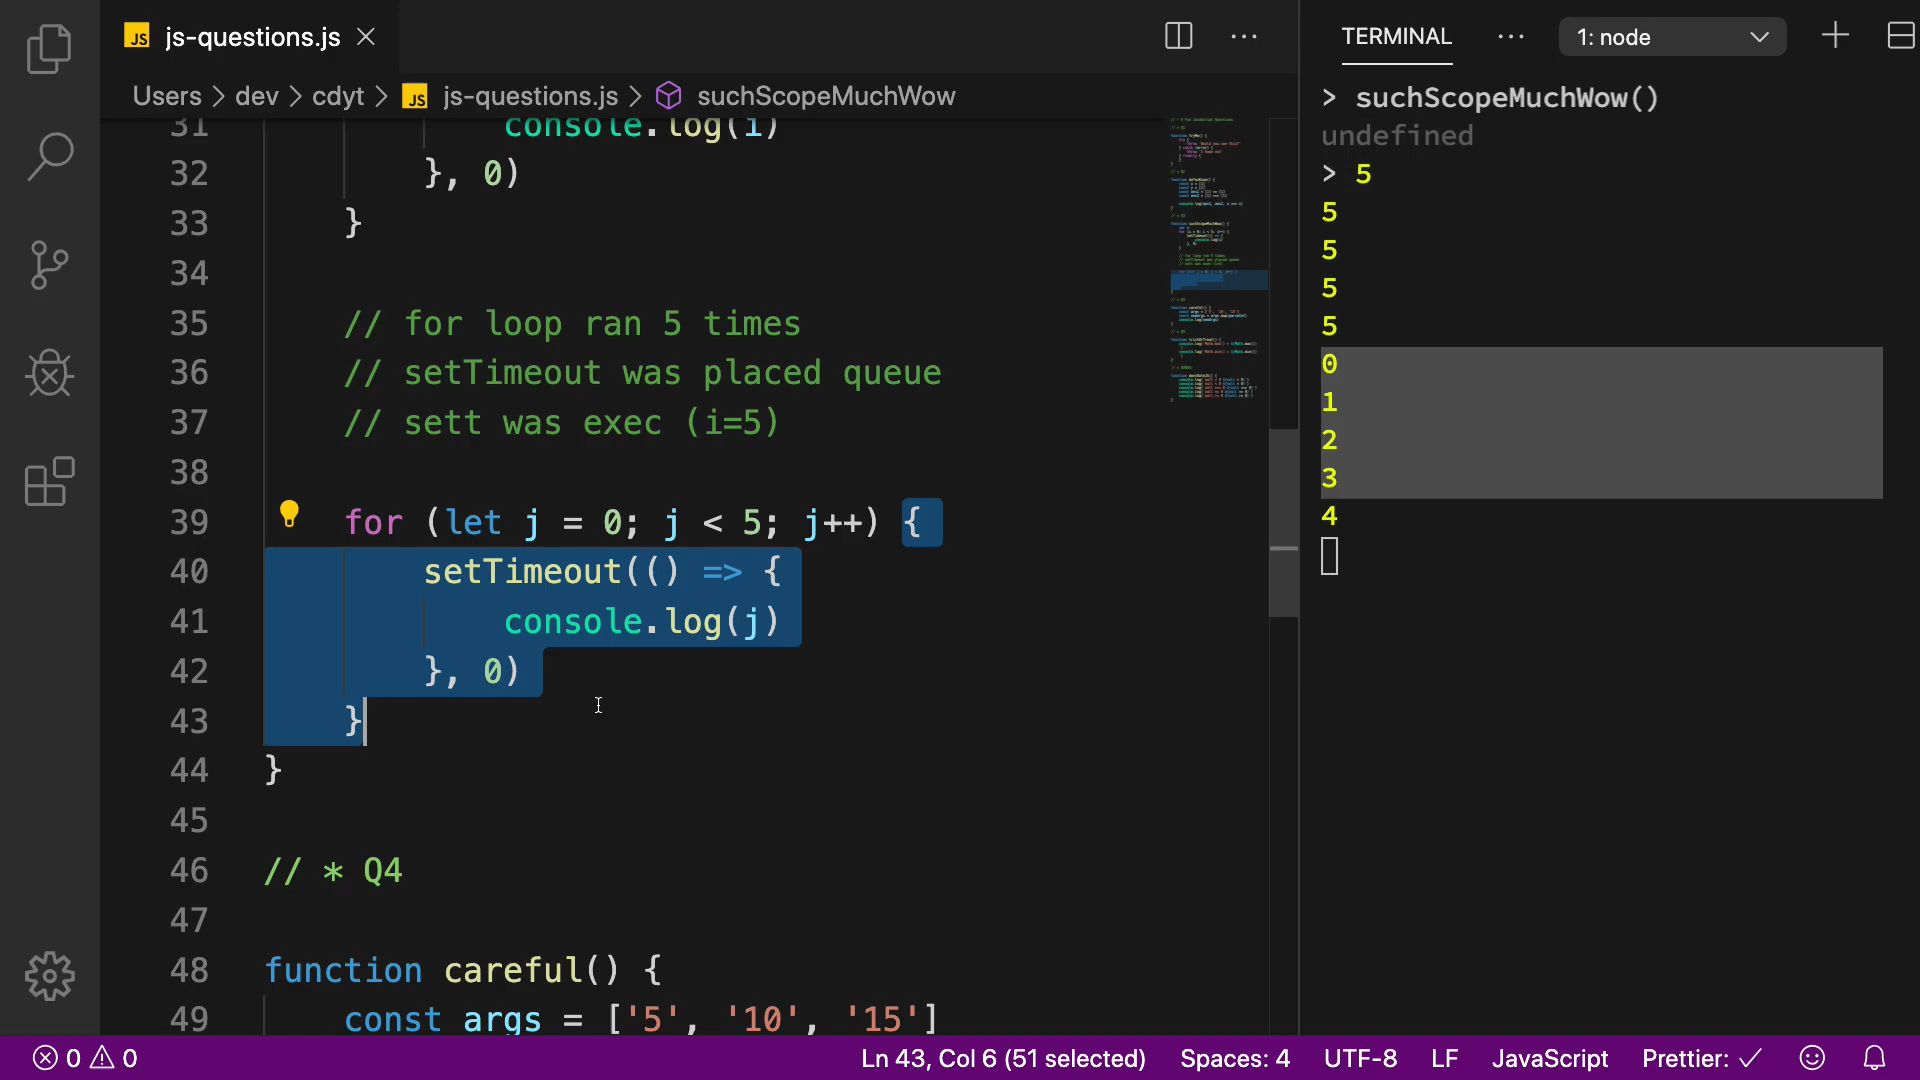 JS js-questions.js
Users > dev > cdyt > JS js-questions.js > suchScopeMuchWow
31 console.log(i)
32 }, 0)
33 }
34
35 // for loop ran 5 times
36 // setTimeout was placed queue
37 // sett was exec (i=5)
38
39 for (let j = 0; j < 5; j++) {
40 setTimeout(() => {
41 console.log(j)
42 }, 0)
43 }
44 }
45
46 // * Q4
47
48 function careful() {
49 const args = ['5', '10', '15']
TERMINAL ··· 1: node
> suchScopeMuchWow()
undefined
> 5
5
5
5
5
0
1
2
3
4
0 0 Ln 43, Col 6 (51 selected) Spaces: 4 UTF-8 LF JavaScript Prettier: ✓